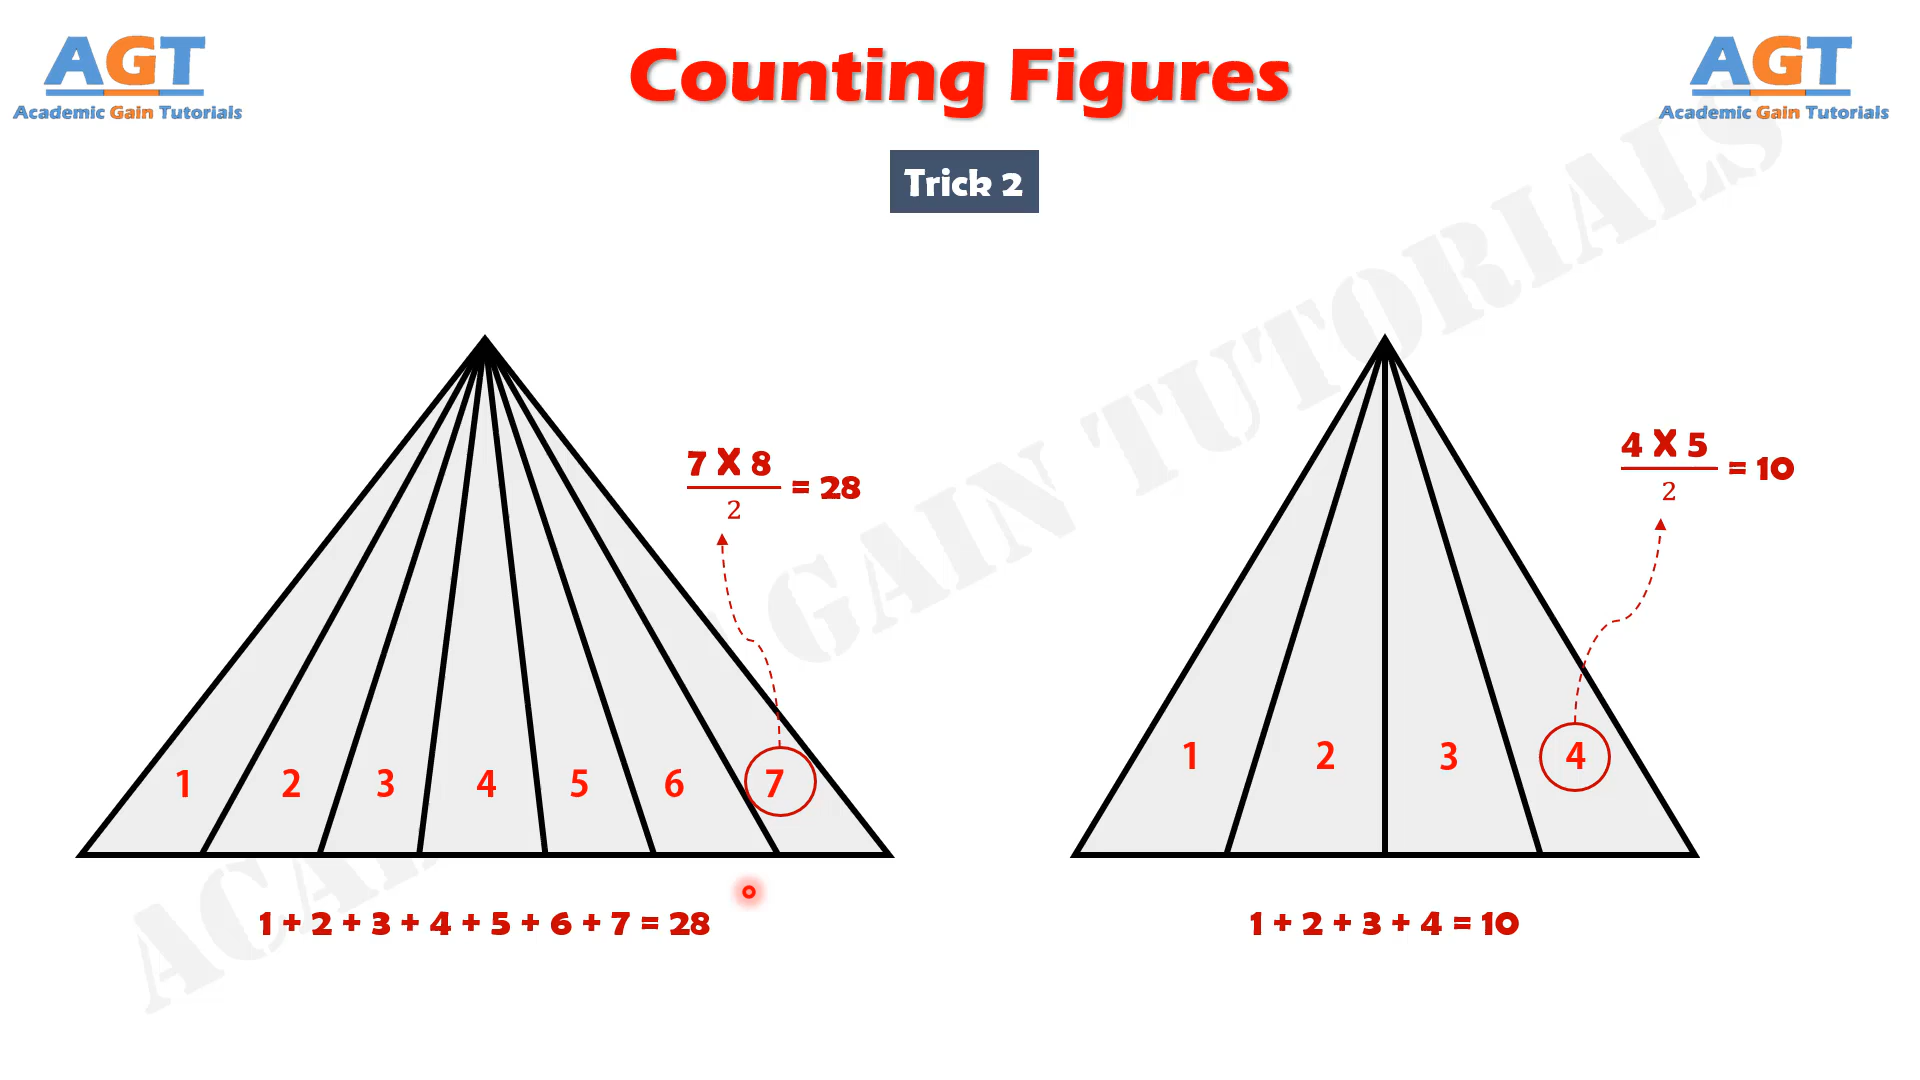 AGT
Academic Gain Tutorials
Counting Figures
AGT
Academic Gain Tutorials
Trick 2
7 X 8
2
= 28
4 X 5
2
= 10
1 2 3 4 5 6 7
1 2 3 4
1 + 2 + 3 + 4 + 5 + 6 + 7 = 28
1 + 2 + 3 + 4 = 10
GAIN TUTORIALS